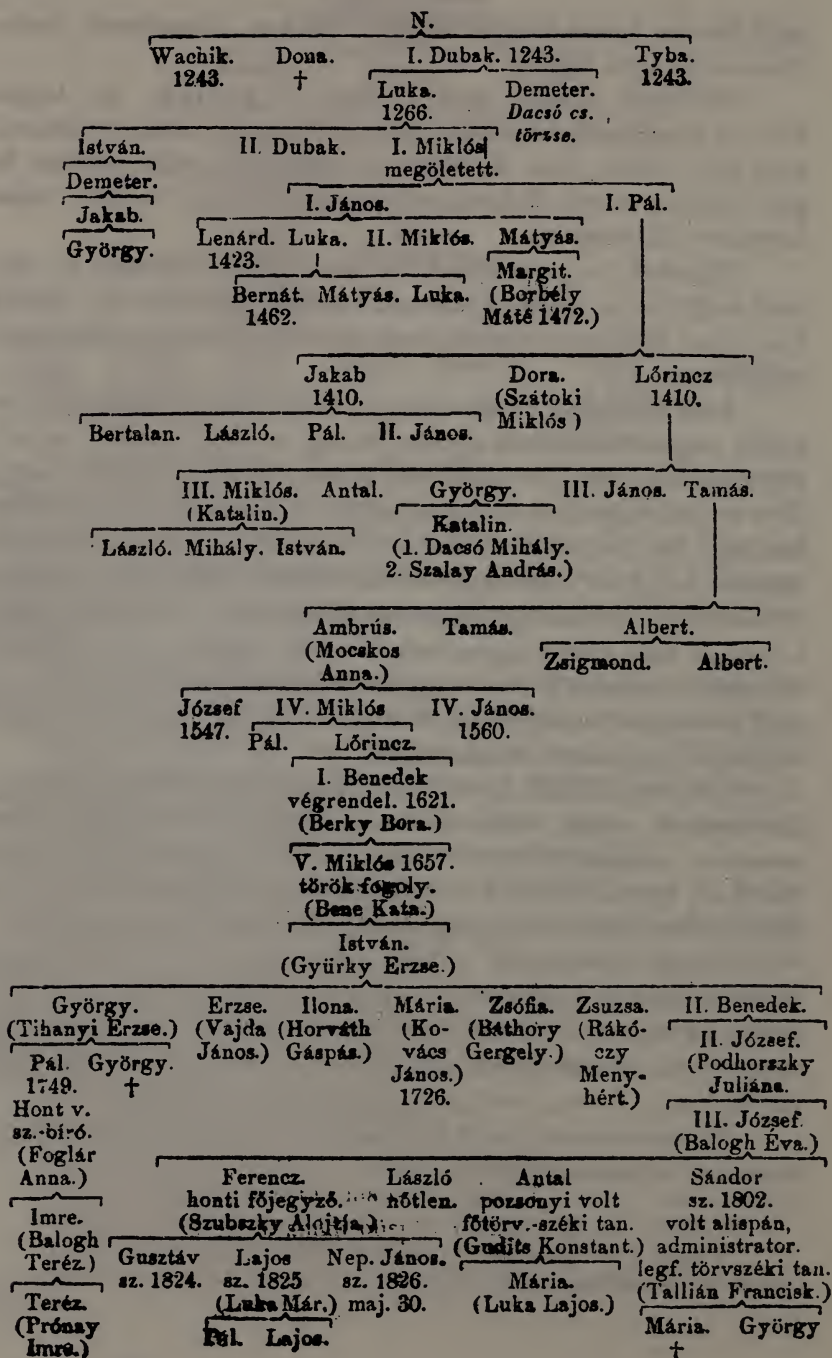 N.
Wachik. Dona. I. Dubak. 1243. Tyba.
1243. † 1243.
Luka. Demeter.
1266. Dacsó cs.
törzse.
István. II. Dubak. I. Miklós
megöletett.
Demeter.
Jakab.
György.
I. János. I. Pál.
Lenárd. Luka. II. Miklós. Mátyás.
1423.
Margit.
Bernát. Mátyás. Luka. (Borbély
1462. Máté 1472.)
Jakab Dora. Lőrincz
1410. (Szátoki 1410.
Miklós )
Bertalan. László. Pál. II. János.
III. Miklós. Antal. György. III. János. Tamás.
(Katalin.)
Katalin.
László. Mihály. István. (1. Dacsó Mihály.
2. Szalay András.)
Ambrús. Tamás. Albert.
(Mocskos
Anna.)
Zsigmond. Albert.
József IV. Miklós IV. János.
1547. 1560.
Pál. Lőrincz.
I. Benedek
végrendel. 1621.
(Berky Bora.)
V. Miklós 1657.
török fogoly.
(Bene Kata.)
István.
(Gyürky Erzse.)
György. Erzse. Ilona. Mária. Zsófia. Zsuzsa. II. Benedek.
(Tihanyi Erzse.) (Vajda (Horváth (Ko- (Báthory (Rákó-
János.) Gáspás.) vács Gergely.) czy
János.) Meny-
1726. hért.)
II. József.
(Podhorszky
Juliána.
III. József.
(Balogh Éva.)
Pál. György.
1749. †
Hont v.
sz.-bíró.
(Foglár
Anna.)
Imre.
(Balogh
Teréz.)
Teréz.
(Prónay
Imre.)
Ferencz. László Antal Sándor
honti főjegyző. nőtlen. pozsonyi volt sz. 1802.
(Szubszky Alojtia.) főtörv.-széki tan. volt alispán,
(Gudits Konstant.) administrator.
legf. törvszéki tan.
(Tallián Francisk.)
Gusztáv Lajos Nep. János.
sz. 1824. sz. 1825 sz. 1826.
(Luka Már.) maj. 30.
Mária.
(Luka Lajos.)
Pál. Lajos.
Mária. György
†